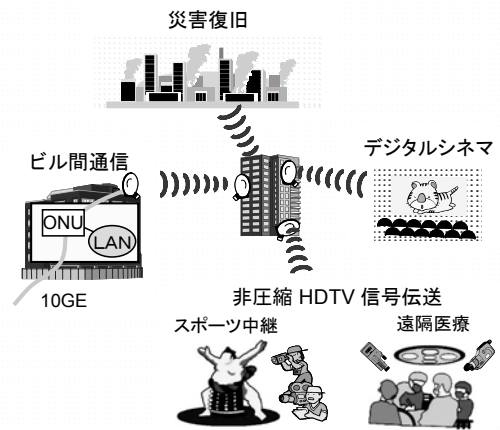 災害復旧
ビル間通信
デジタルシネマ
ONU
LAN
10GE
非圧縮 HDTV 信号伝送
スポーツ中継
遠隔医療